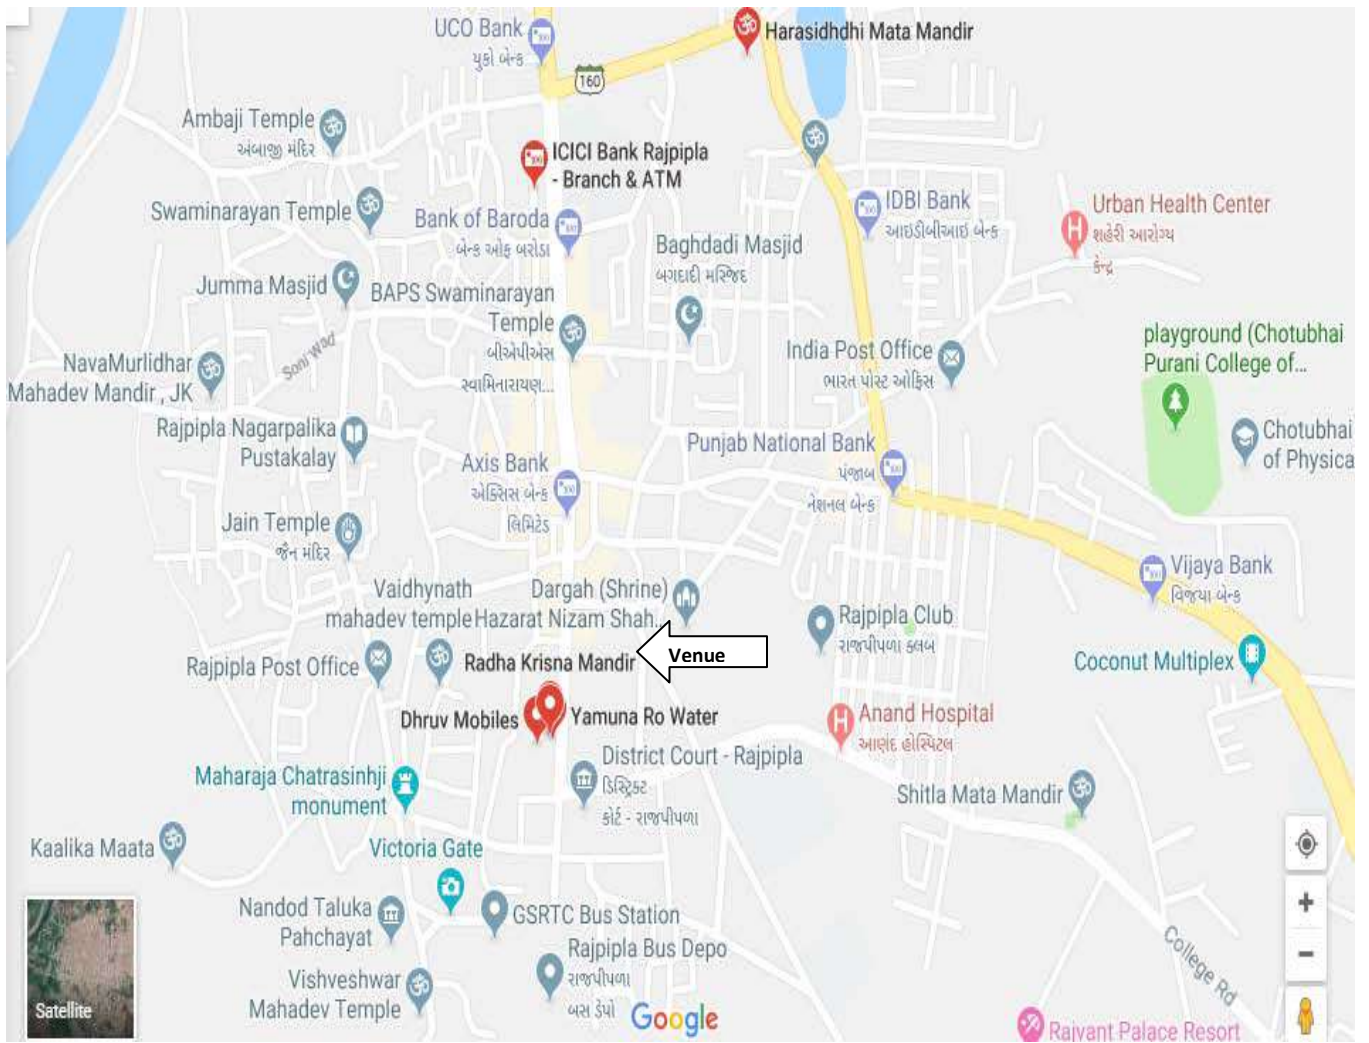 UCO Bank
યુકો બેન્ક
Harasidhdhi Mata Mandir
160
Ambaji Temple
અંબાજી મંદિર
ICICI Bank Rajpipla
- Branch & ATM
Swaminarayan Temple
Bank of Baroda
બેન્ક ઓફ બરોડા
IDBI Bank
આઇડીબીઆઇ બેન્ક
Urban Health Center
શહેરી આરોગ્ય
કેન્દ્ર
Baghdadi Masjid
બગદાદી મસ્જિદ
Jumma Masjid
BAPS Swaminarayan
Temple
બીએપીએસ
સ્વામિનારાયણ...
Soni Wad
NavaMurlidhar
Mahadev Mandir , JK
India Post Office
ભારત પોસ્ટ ઓફિસ
playground (Chotubhai
Purani College of...
Chotubhai
of Physica
Rajpipla Nagarpalika
Pustakalay
Punjab National Bank
પંજાબ
નેશનલ બેન્ક
Axis Bank
એક્સિસ બેન્ક
લિમિટેડ
Jain Temple
જૈન મંદિર
Vijaya Bank
વિજયા બેન્ક
Vaidhynath
mahadev temple
Dargah (Shrine)
Hazarat Nizam Shah...
Rajpipla Club
રાજપીપળા ક્લબ
Rajpipla Post Office
Radha Krisna Mandir
Venue
Coconut Multiplex
Dhruv Mobiles
Yamuna Ro Water
Anand Hospital
આણંદ હોસ્પિટલ
District Court - Rajpipla
ડિસ્ટ્રિક્ટ
કોર્ટ - રાજપીપળા
Maharaja Chatrasinhji
monument
Shitla Mata Mandir
Kaalika Maata
Victoria Gate
Nandod Taluka
Pahchayat
GSRTC Bus Station
Rajpipla Bus Depo
રાજપીપળા
બસ ડેપો
Vishveshwar
Mahadev Temple
College Rd
Satellite
Google
Rajvant Palace Resort